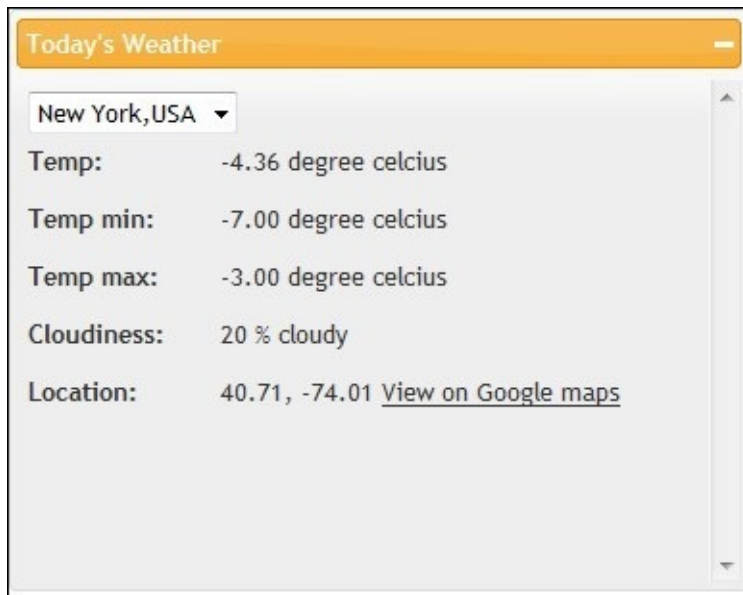 Today's Weather
New York,USA
Temp: -4.36 degree celcius
Temp min: -7.00 degree celcius
Temp max: -3.00 degree celcius
Cloudiness: 20 % cloudy
Location: 40.71, -74.01 View on Google maps